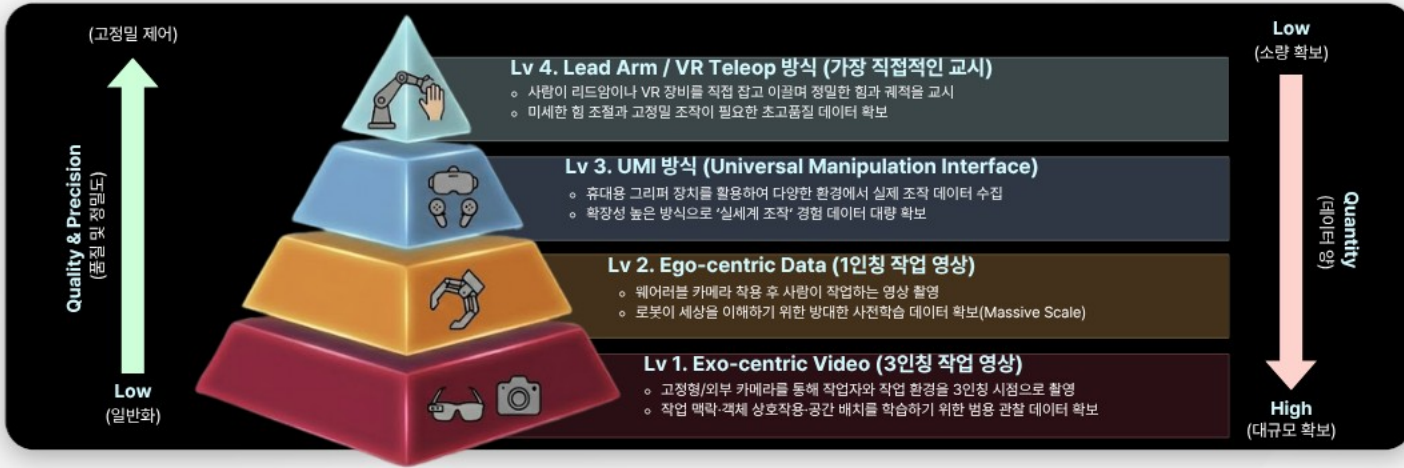 (고정밀 제어)
Quality & Precision
(품질 및 정밀도)
Low
(일반화)
Lv 4. Lead Arm / VR Teleop 방식 (가장 직접적인 교시)
사람이 리드암이나 VR 장비를 직접 잡고 이끌며 정밀한 힘과 궤적을 교시
미세한 힘 조절과 고정밀 조작이 필요한 초고품질 데이터 확보
Lv 3. UMI 방식 (Universal Manipulation Interface)
휴대용 그리퍼 장치를 활용하여 다양한 환경에서 실제 조작 데이터 수집
확장성 높은 방식으로 '실세계 조작' 경험 데이터 대량 확보
Lv 2. Ego-centric Data (1인칭 작업 영상)
웨어러블 카메라 착용 후 사람이 작업하는 영상 촬영
로봇이 세상을 이해하기 위한 방대한 사전학습 데이터 확보(Massive Scale)
Lv 1. Exo-centric Video (3인칭 작업 영상)
고정형/외부 카메라를 통해 작업자와 작업 환경을 3인칭 시점으로 촬영
작업 맥락·객체 상호작용·공간 배치를 학습하기 위한 범용 관찰 데이터 확보
Low
(소량 확보)
Quantity
(데이터 양)
High
(대규모 확보)